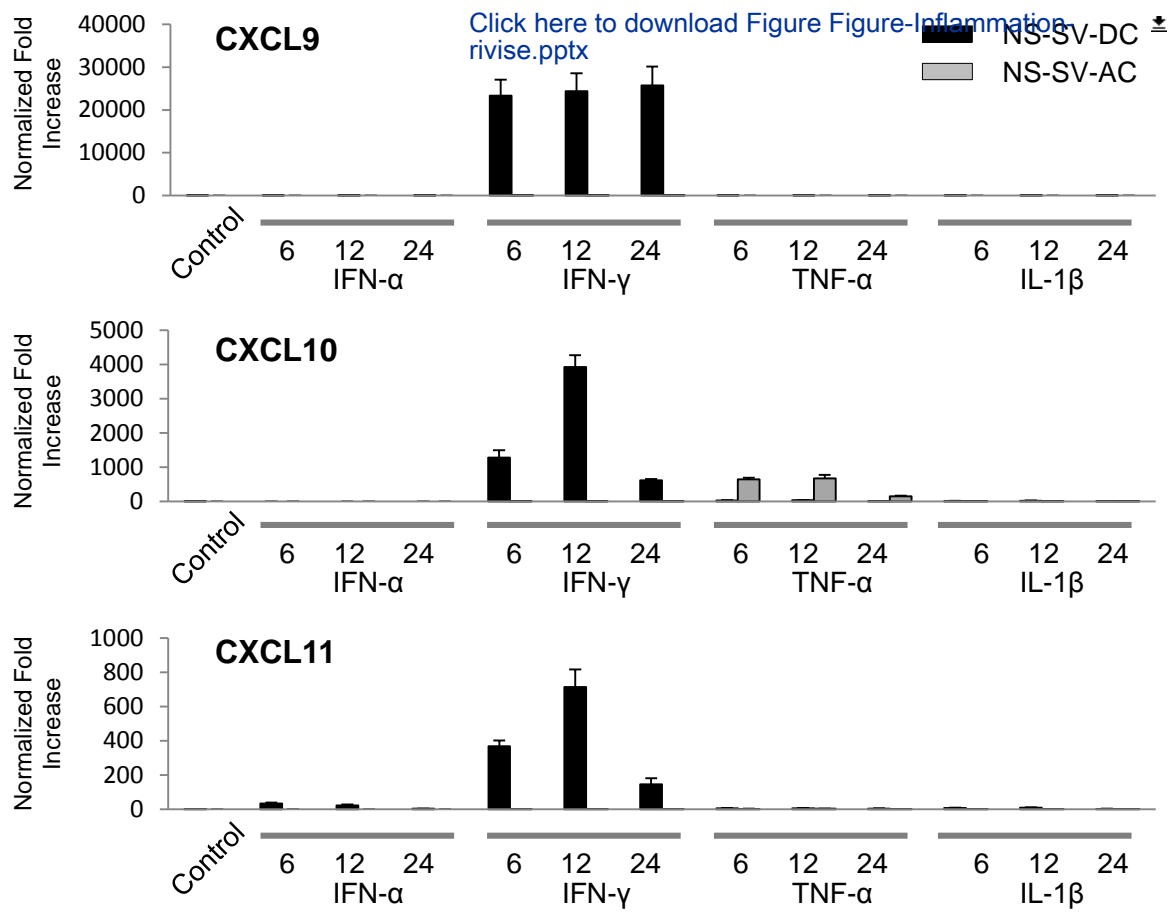 Click here to download Figure Figure-Inflammation-
rivise.pptx
NS-SV-DC
NS-SV-AC
CXCL9
Normalized Fold
Increase
40000
30000
20000
10000
0
Control
6 12 24 6 12 24 6 12 24 6 12 24
IFN-α IFN-γ TNF-α IL-1β
CXCL10
Normalized Fold
Increase
5000
4000
3000
2000
1000
0
Control
6 12 24 6 12 24 6 12 24 6 12 24
IFN-α IFN-γ TNF-α IL-1β
CXCL11
Normalized Fold
Increase
1000
800
600
400
200
0
Control
6 12 24 6 12 24 6 12 24 6 12 24
IFN-α IFN-γ TNF-α IL-1β